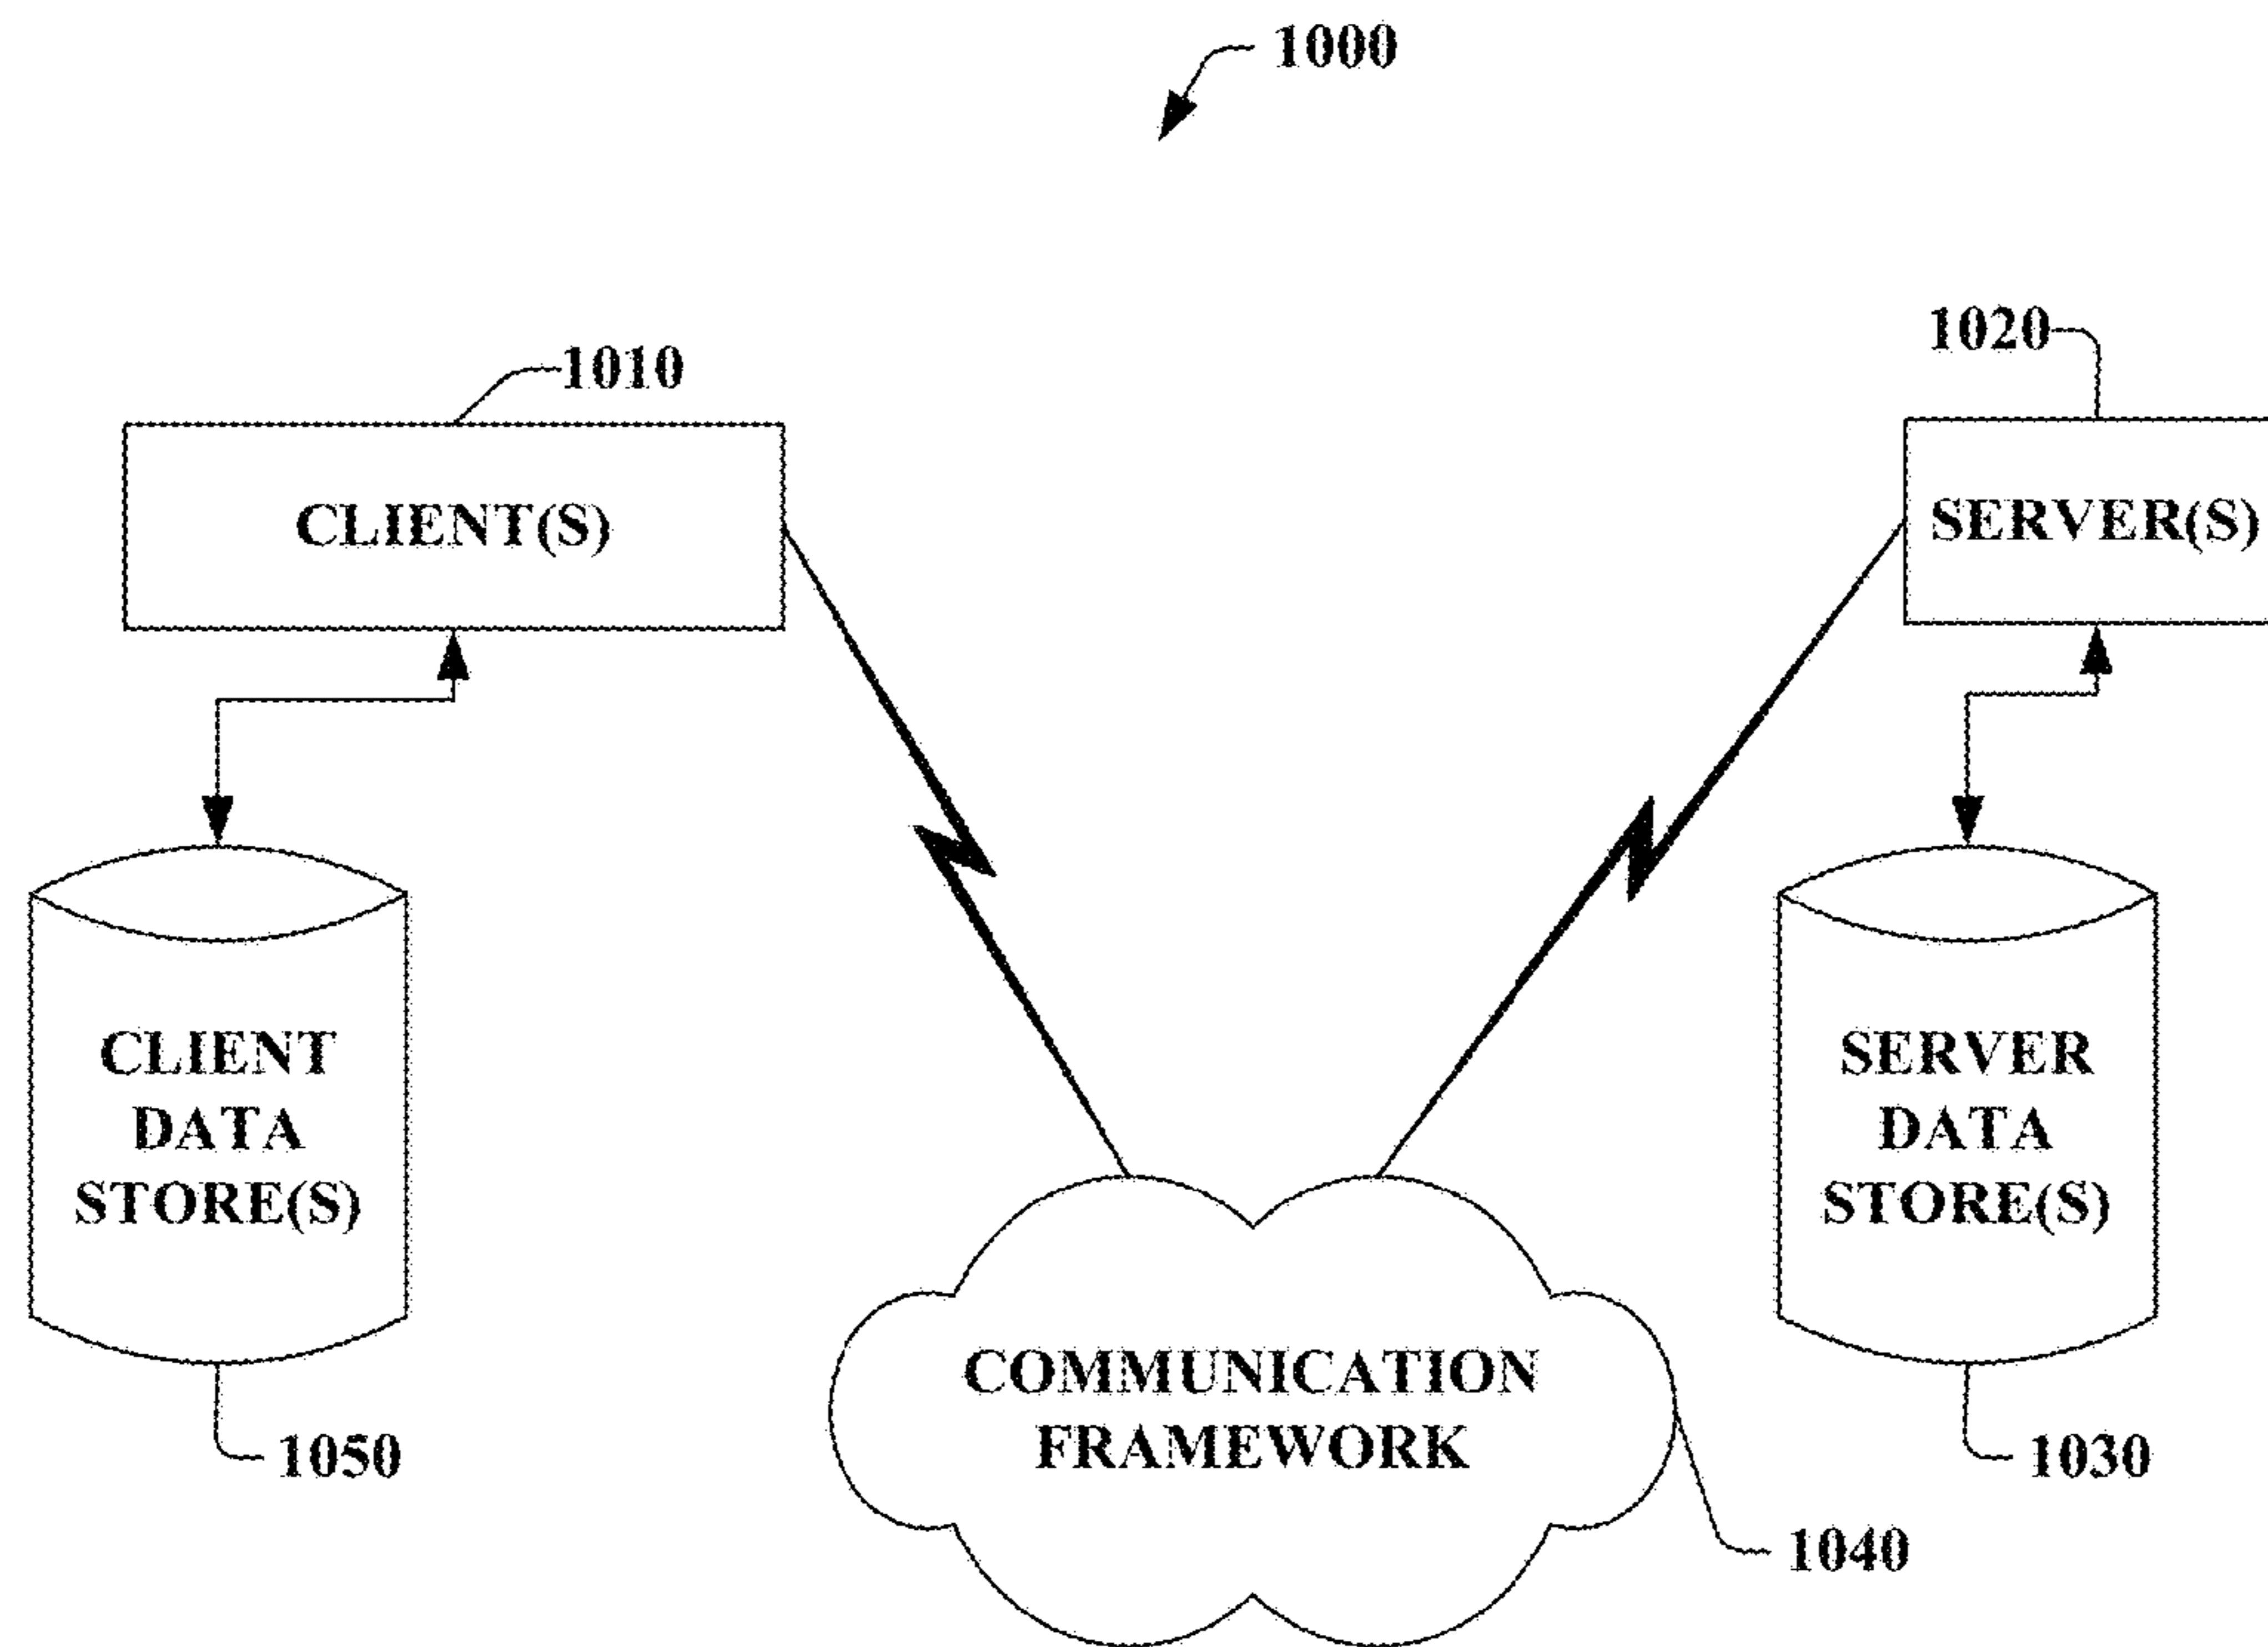 1000
1010
1020
CLIENT(S)
SERVER(S)
CLIENT
DATA
STORE(S)
SERVER
DATA
STORE(S)
COMMUNICATION
FRAMEWORK
1050
1030
1040